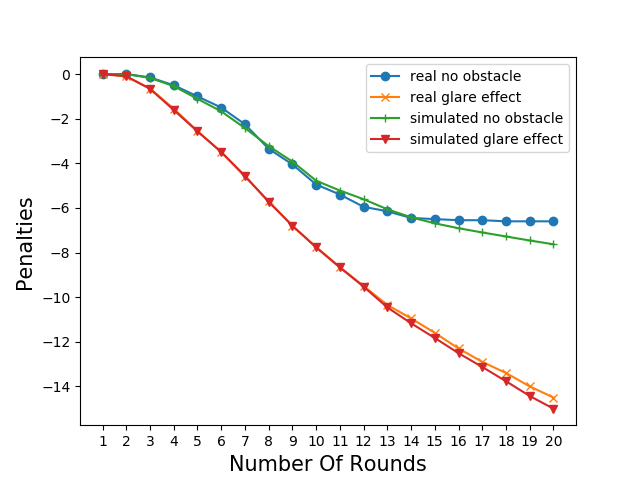 real no obstacle
real glare effect
simulated no obstacle
simulated glare effect
0
−2
−4
−6
−8
−10
−12
−14
Penalties
1 2 3 4 5 6 7 8 9 10 11 12 13 14 15 16 17 18 19 20
Number Of Rounds